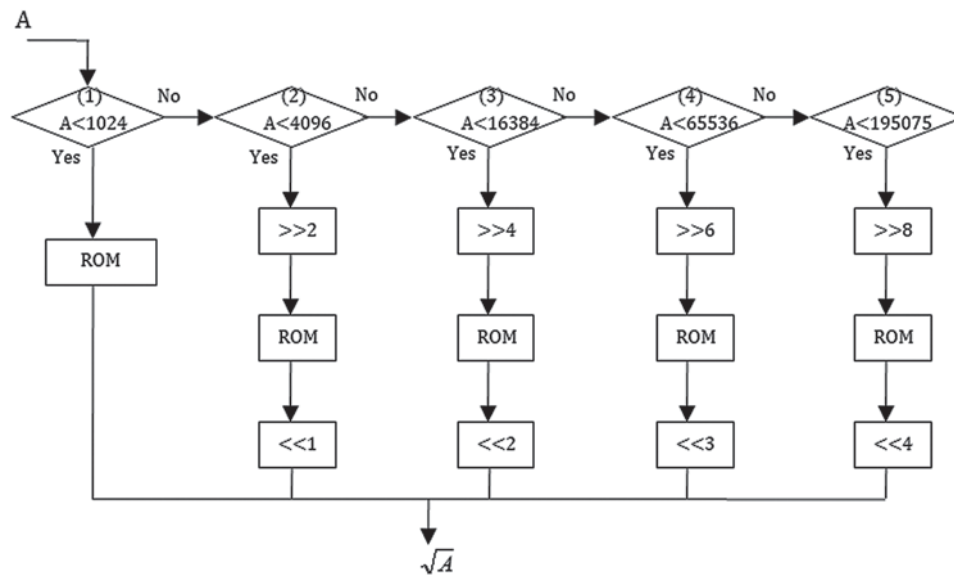 A
(1)
A<1024
No
Yes
(2)
A<4096
No
Yes
(3)
A<16384
No
Yes
(4)
A<65536
No
Yes
(5)
A<195075
Yes
ROM
>>2
ROM
<<1
>>4
ROM
<<2
>>6
ROM
<<3
>>8
ROM
<<4
√A